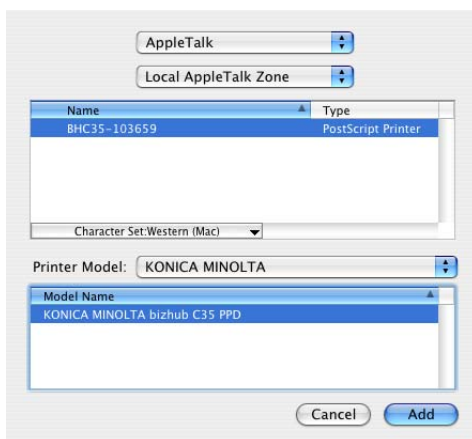 AppleTalk
Local AppleTalk Zone
Name Type
BHC35-103659 PostScript Printer
Character Set:Western (Mac)
Printer Model: KONICA MINOLTA
Model Name
KONICA MINOLTA bizhub C35 PPD
Cancel Add